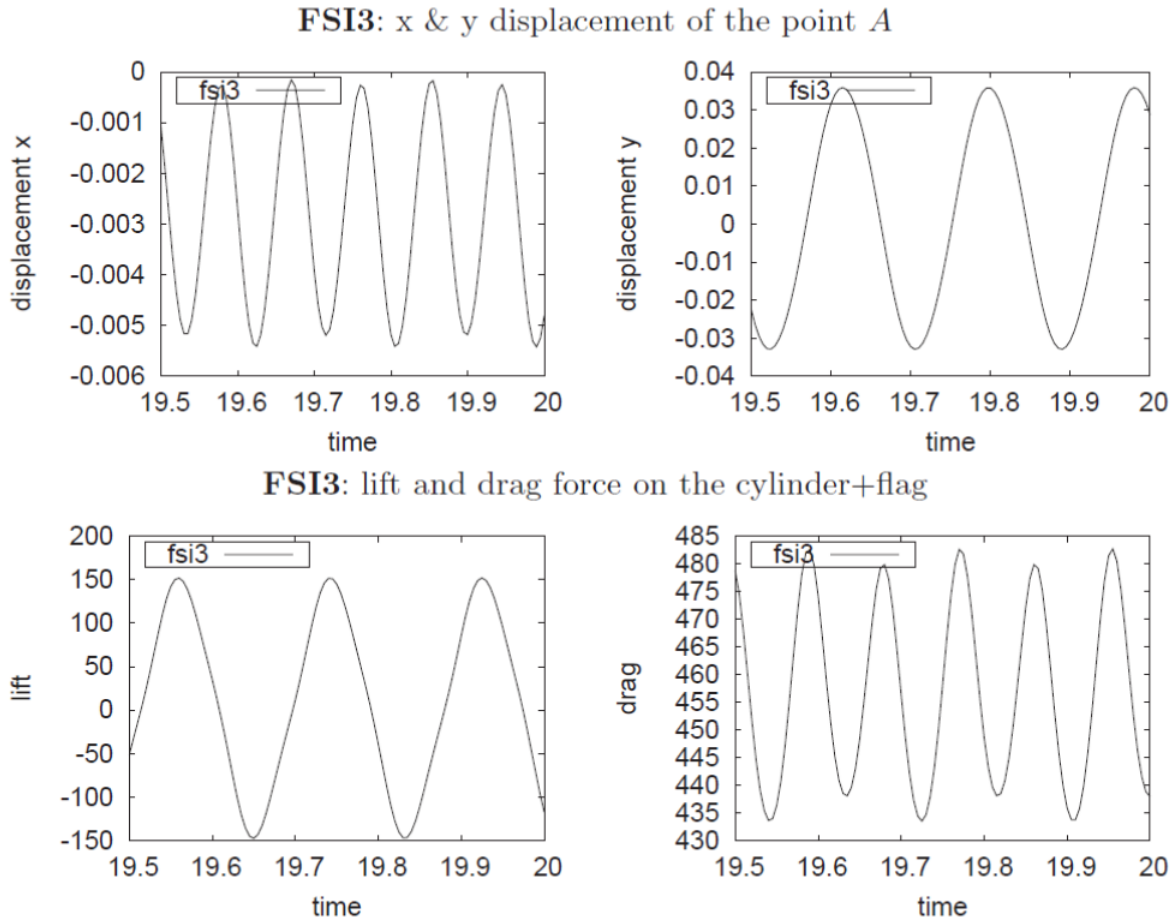 FSI3: x & y displacement of the point A
fsi3
0
-0.001
-0.002
-0.003
-0.004
-0.005
-0.006
displacement x
19.5 19.6 19.7 19.8 19.9 20
time
fsi3
0.04
0.03
0.02
0.01
0
-0.01
-0.02
-0.03
-0.04
displacement y
19.5 19.6 19.7 19.8 19.9 20
time
FSI3: lift and drag force on the cylinder+flag
fsi3
200
150
100
50
0
-50
-100
-150
lift
19.5 19.6 19.7 19.8 19.9 20
time
fsi3
485
480
475
470
465
460
455
450
445
440
435
430
drag
19.5 19.6 19.7 19.8 19.9 20
time